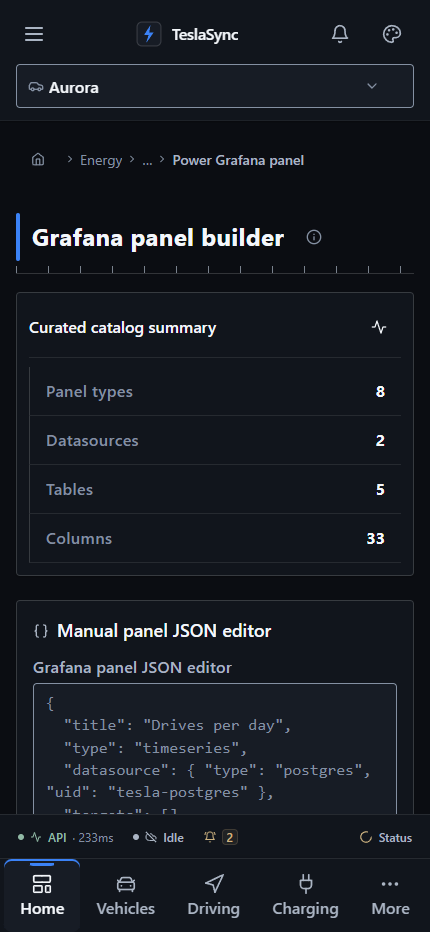 TeslaSync
Aurora
Energy ... Power Grafana panel
Grafana panel builder
Curated catalog summary
Panel types 8
Datasources 2
Tables 5
Columns 33
{} Manual panel JSON editor
Grafana panel JSON editor
{
"title": "Drives per day",
"type": "timeseries",
"datasource": { "type": "postgres",
"uid": "tesla-postgres" },
"targets": []
API · 233ms Idle 2 Status
Home Vehicles Driving Charging More